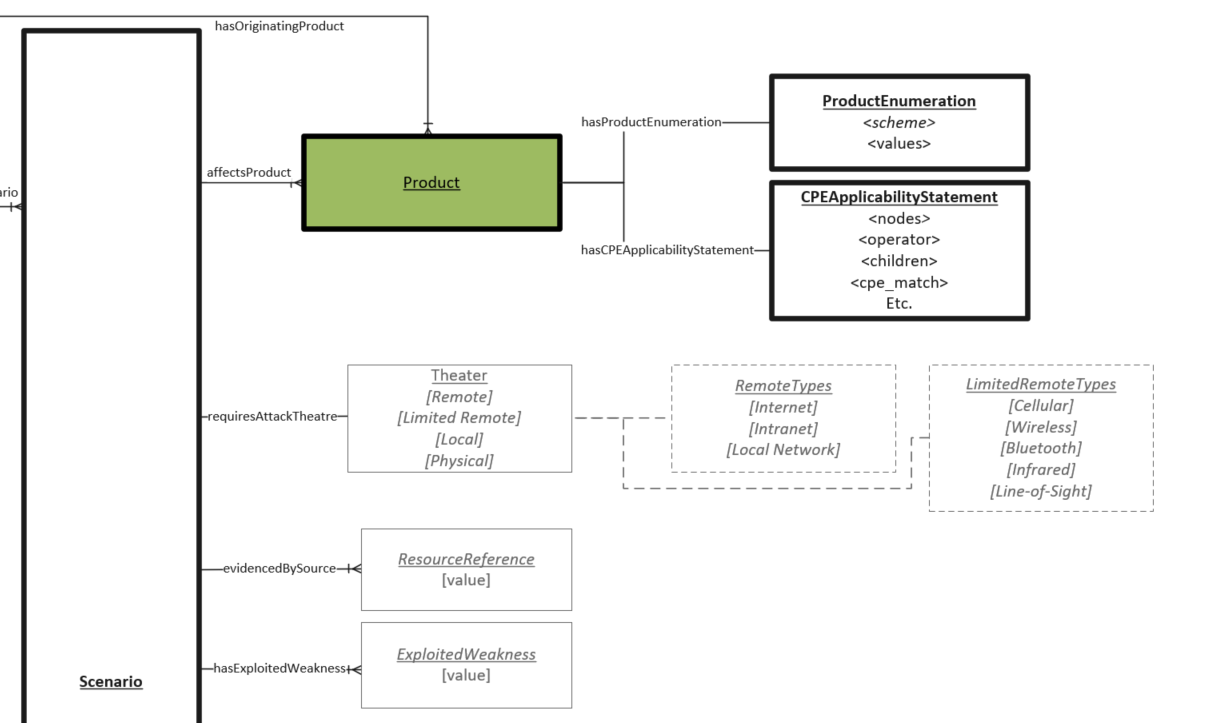 hasOriginatingProduct
ProductEnumeration
<scheme>
<values>
hasProductEnumeration
affectsProduct
Product
ario
CPEApplicabilityStatement
<nodes>
<operator>
<children>
<cpe_match>
Etc.
hasCPEApplicabilityStatement
requiresAttackTheatre
Theater
[Remote]
[Limited Remote]
[Local]
[Physical]
RemoteTypes
[Internet]
[Intranet]
[Local Network]
LimitedRemoteTypes
[Cellular]
[Wireless]
[Bluetooth]
[Infrared]
[Line-of-Sight]
evidencedBySource
ResourceReference
[value]
hasExploitedWeakness
ExploitedWeakness
[value]
Scenario